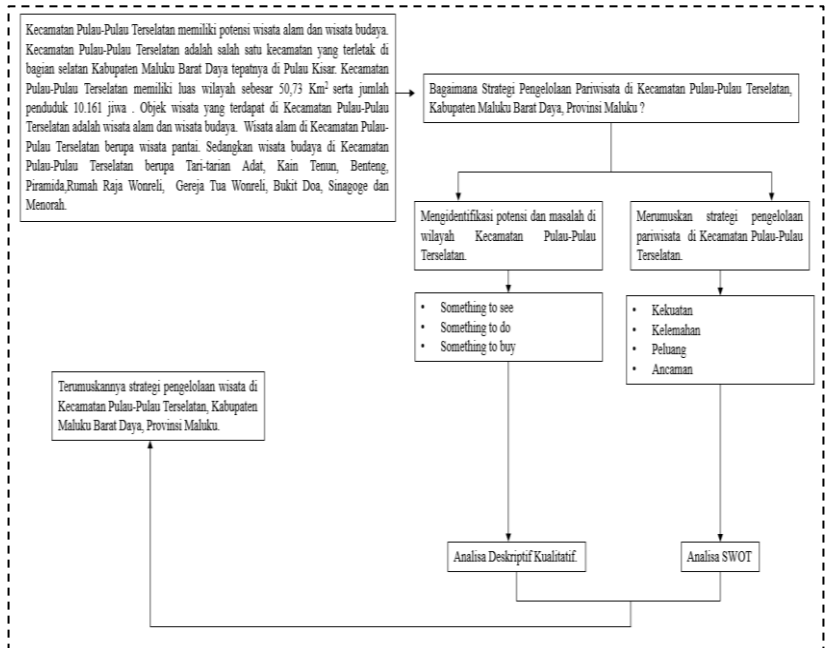 Kecamatan Pulau-Pulau Terselatan memiliki potensi wisata alam dan wisata budaya.
Kecamatan Pulau-Pulau Terselatan adalah salah satu kecamatan yang terletak di
bagian selatan Kabupaten Maluku Barat Daya tepatnya di Pulau Kisar. Kecamatan
Pulau-Pulau Terselatan memiliki luas wilayah sebesar 50,73 Km² serta jumlah
penduduk 10.161 jiwa . Objek wisata yang terdapat di Kecamatan Pulau-Pulau
Terselatan adalah wisata alam dan wisata budaya. Wisata alam di Kecamatan Pulau-
Pulau Terselatan berupa wisata pantai. Sedangkan wisata budaya di Kecamatan
Pulau-Pulau Terselatan berupa Tari-tarian Adat, Kain Tenun, Benteng,
Piramida,Rumah Raja Wonreli, Gereja Tua Wonreli, Bukit Doa, Sinagoge dan
Menorah.
Bagaimana Strategi Pengelolaan Pariwisata di Kecamatan Pulau-Pulau Terselatan,
Kabupaten Maluku Barat Daya, Provinsi Maluku ?
Mengidentifikasi potensi dan masalah di
wilayah Kecamatan Pulau-Pulau
Terselatan.
Merumuskan strategi pengelolaan
pariwisata di Kecamatan Pulau-Pulau
Terselatan.
• Something to see
• Something to do
• Something to buy
• Kekuatan
• Kelemahan
• Peluang
• Ancaman
Terumuskannya strategi pengelolaan wisata di
Kecamatan Pulau-Pulau Terselatan, Kabupaten
Maluku Barat Daya, Provinsi Maluku.
Analisa Deskriptif Kualitatif.
Analisa SWOT